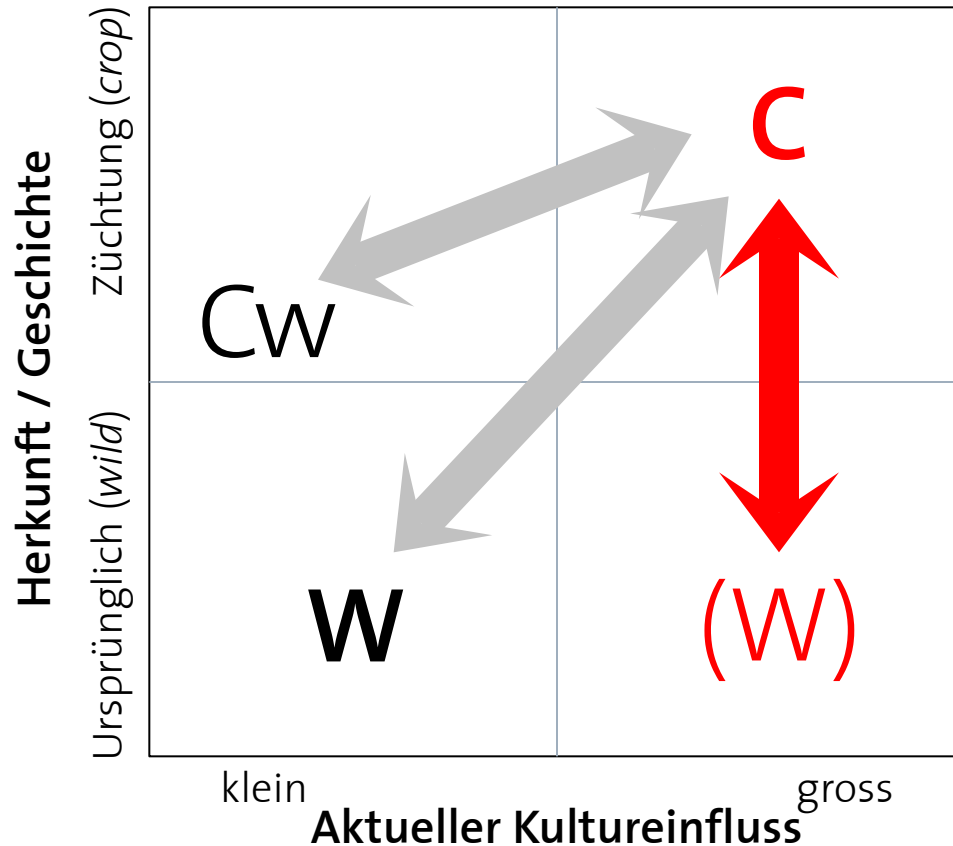 Herkunft / Geschichte
Züchtung (crop)
Ursprünglich (wild)
C
Cw
W
(W)
klein
gross
Aktueller Kultureinfluss